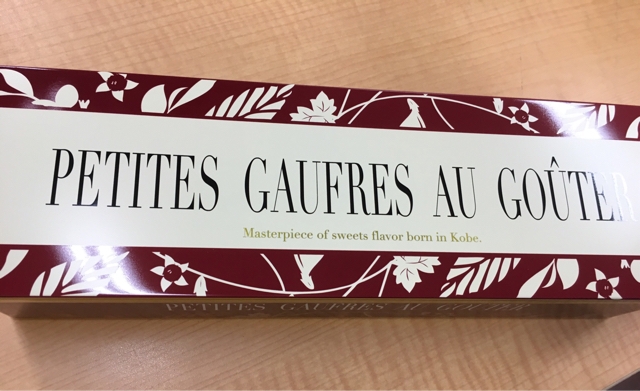 PETITES GAUFRES AU GOÛTER
Masterpiece of sweets flavor born in Kobe.
PETITES GAUFRES AU GOÛTER